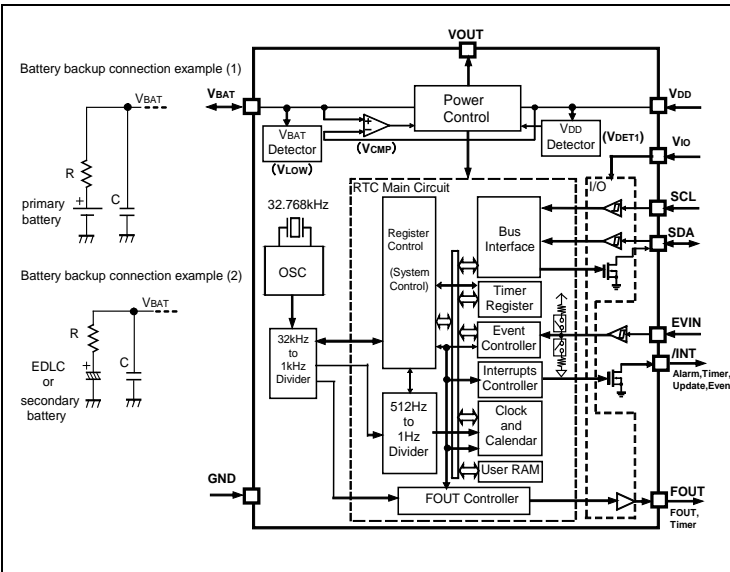 VOUT
Battery backup connection example (1)
VBAT
R
+
C
primary
battery
Battery backup connection example (2)
VBAT
R
+
C
EDLC
or
secondary
battery
VBAT
VBAT
Detector
(VLOW)
+
−
(VCMP)
Power
Control
VDD
Detector
(VDET1)
VDD
VIO
I/O
SCL
SDA
EVIN
/INT
Alarm,Timer,
Update,Even
FOUT
FOUT,
Timer
GND
32.768kHz
OSC
32kHz
to
1kHz
Divider
RTC Main Circuit
Register
Control
(System
Control)
512Hz
to
1Hz
Divider
Bus
Interface
Timer
Register
Event
Controller
Interrupts
Controller
Clock
and
Calendar
User RAM
FOUT Controller